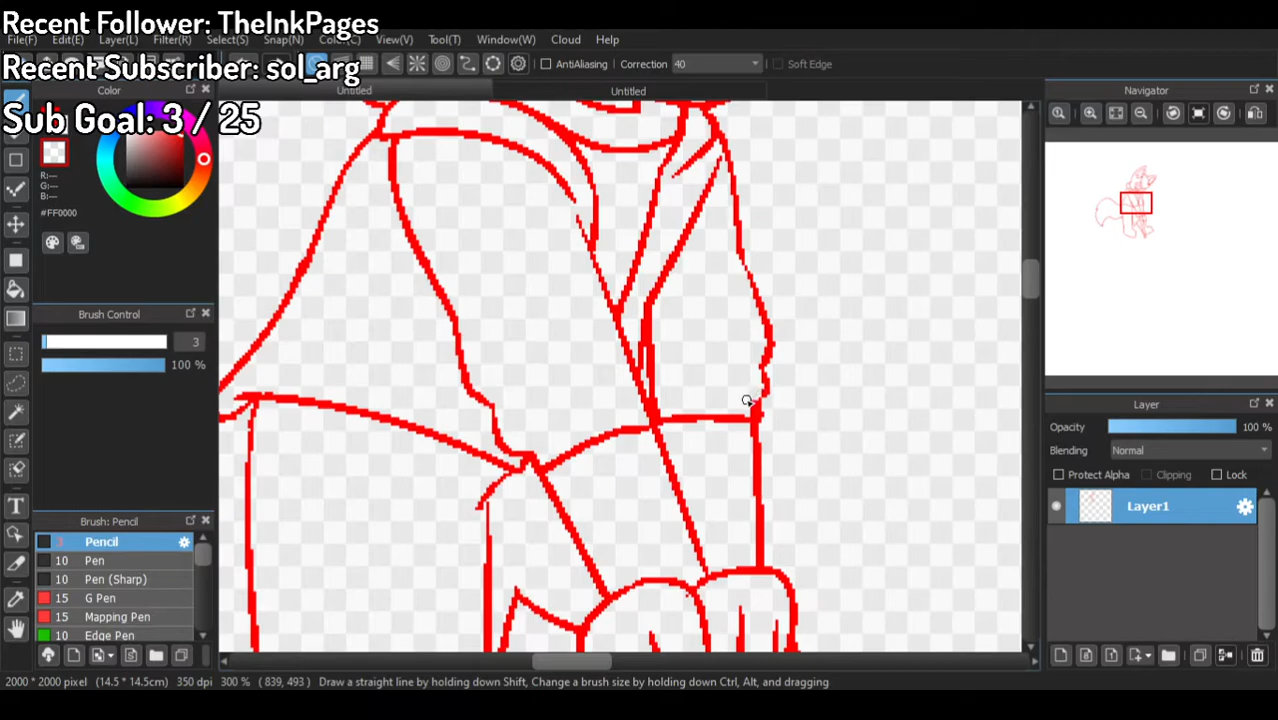 Recent Follower: TheInkPages
File(F) Edit(E) Layer(L) Filter(R) Select(S) Snap(N) Color(C) View(V) Tool(T) Window(W) Cloud Help
Recent Subscriber: sol_arg
AntiAliasing Correction 40 Soft Edge
Color
Untitled Untitled
Navigator
Sub Goal: 3 / 25
R:---
G:---
B:---
#FF0000
Brush Control
3
100 %
Layer
Opacity 100 %
Blending Normal
Protect Alpha Clipping Lock
Layer1
Brush: Pencil
3 Pencil
10 Pen
10 Pen (Sharp)
15 G Pen
15 Mapping Pen
10 Edge Pen
2000 * 2000 pixel (14.5 * 14.5cm) 350 dpi 300 % ( 839, 493) Draw a straight line by holding down Shift, Change a brush size by holding down Ctrl, Alt, and dragging